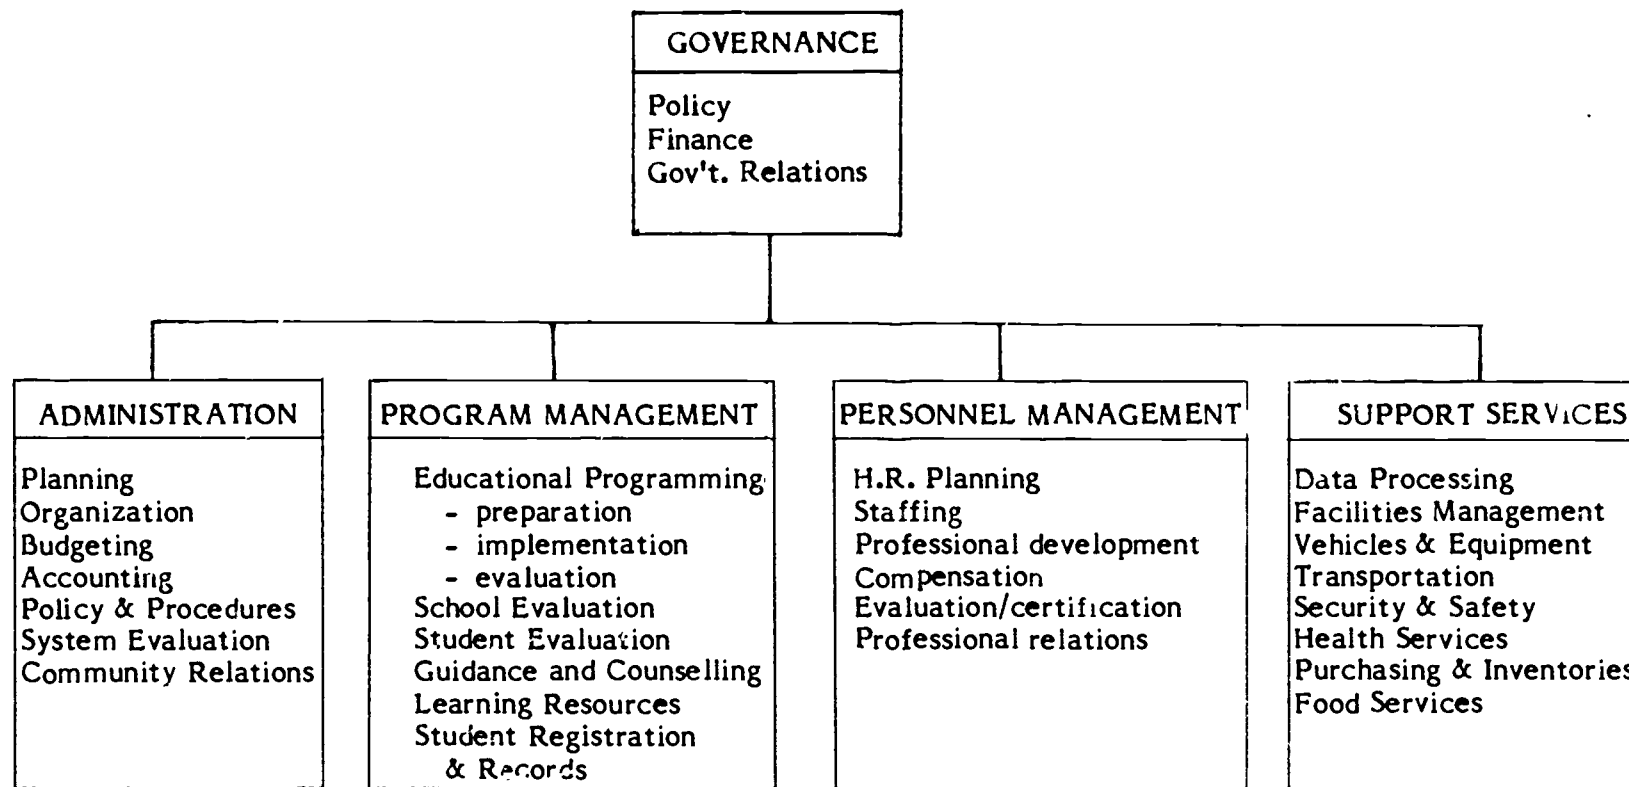 GOVERNANCE
Policy
Finance
Gov't. Relations
ADMINISTRATION
Planning
Organization
Budgeting
Accounting
Policy & Procedures
System Evaluation
Community Relations
PROGRAM MANAGEMENT
Educational Programming
- preparation
- implementation
- evaluation
School Evaluation
Student Evaluation
Guidance and Counselling
Learning Resources
Student Registration
& Records
PERSONNEL MANAGEMENT
H.R. Planning
Staffing
Professional development
Compensation
Evaluation/certification
Professional relations
SUPPORT SERVICES
Data Processing
Facilities Management
Vehicles & Equipment
Transportation
Security & Safety
Health Services
Purchasing & Inventories
Food Services